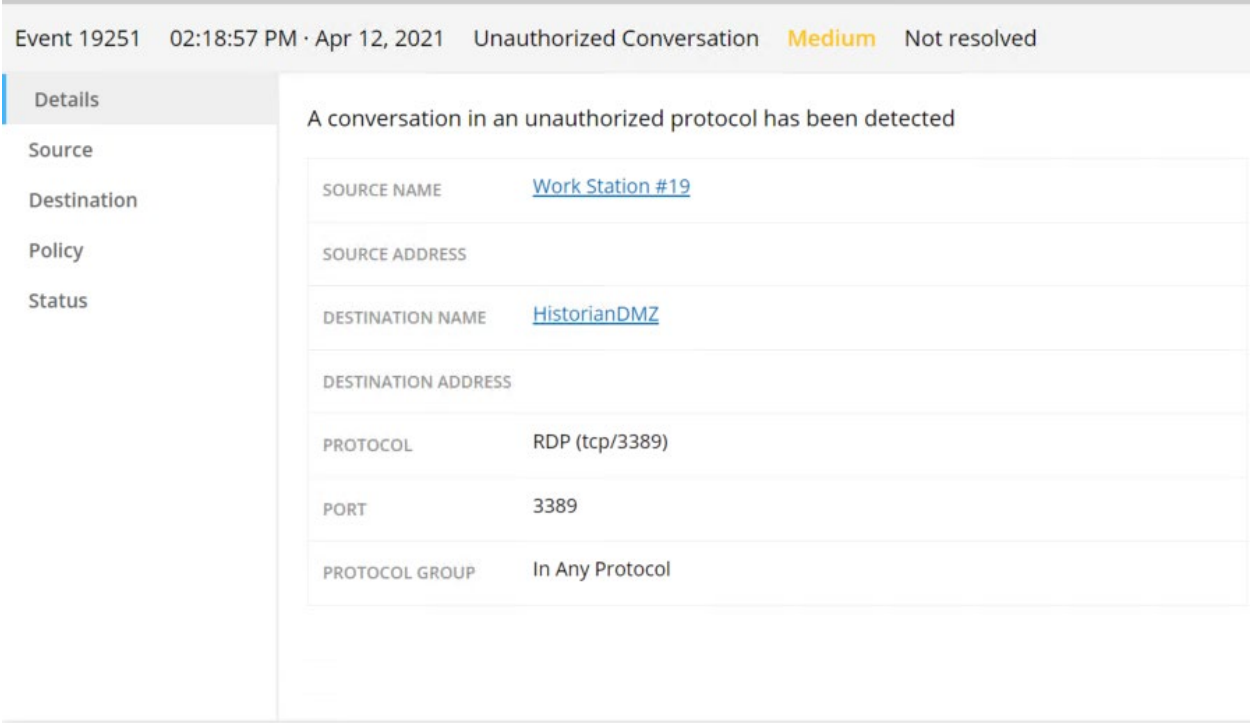 Event 19251 02:18:57 PM · Apr 12, 2021 Unauthorized Conversation Medium Not resolved
Details
Source
Destination
Policy
Status
A conversation in an unauthorized protocol has been detected
SOURCE NAME Work Station #19
SOURCE ADDRESS
DESTINATION NAME HistorianDMZ
DESTINATION ADDRESS
PROTOCOL RDP (tcp/3389)
PORT 3389
PROTOCOL GROUP In Any Protocol